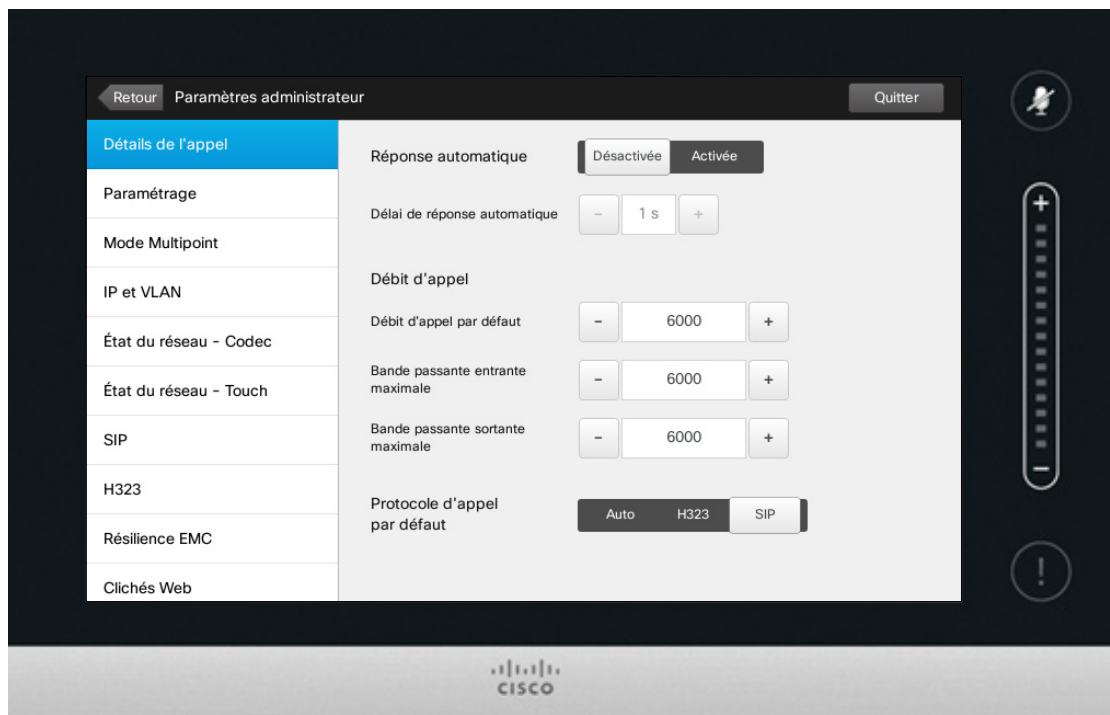 Retour
Paramètres administrateur
Quitter
Détails de l'appel
Paramétrage
Mode Multipoint
IP et VLAN
État du réseau - Codec
État du réseau - Touch
SIP
H323
Résilience EMC
Clichés Web
Réponse automatique
Désactivée
Activée
Délai de réponse automatique
-
1 s
+
Débit d'appel
Débit d'appel par défaut
-
6000
+
Bande passante entrante
maximale
-
6000
+
Bande passante sortante
maximale
-
6000
+
Protocole d'appel
par défaut
Auto
H323
SIP
+
-
!
CISCO